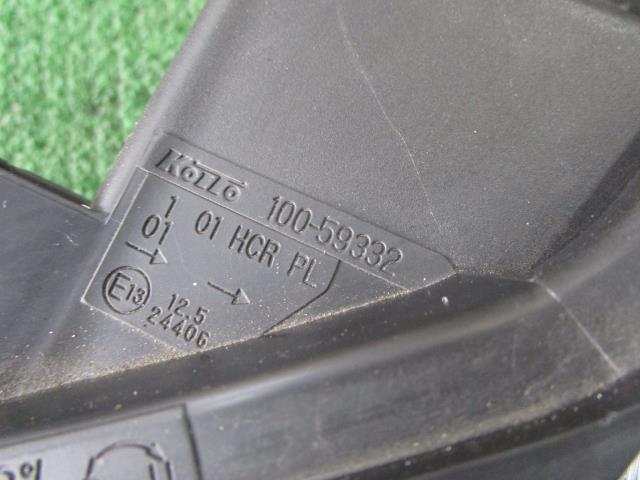 KOITO 100-59332
1 01 HCR PL
01
→ →
E13 12.5
24406
%